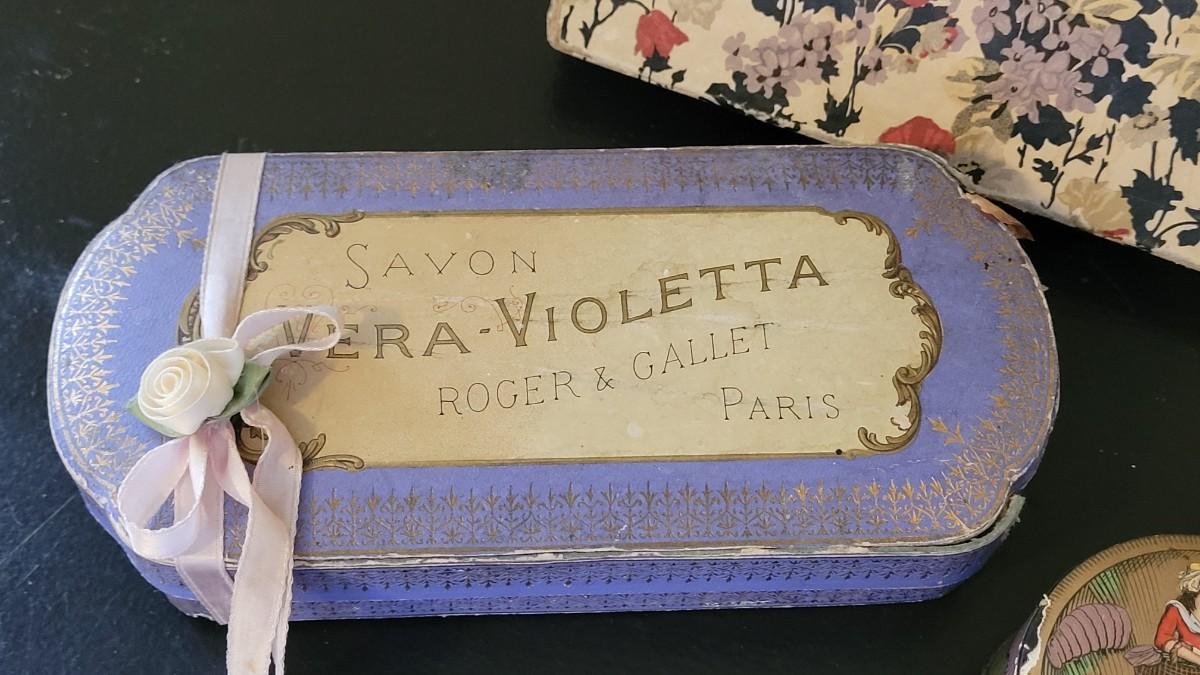 SAVON
VERA-VIOLETTA
ROGER & GALLET
PARIS